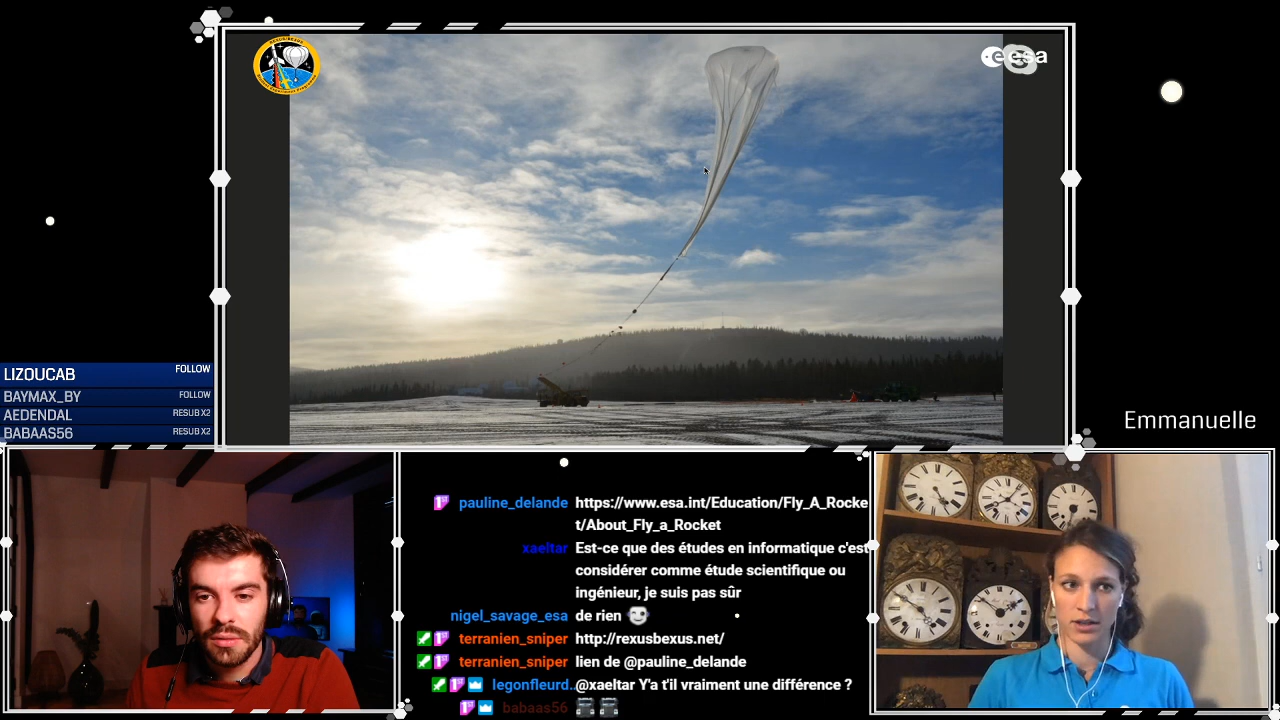 esa
LIZOUCAB FOLLOW
BAYMAX_BY FOLLOW
AEDENDAL RESUB X2
BABAAS56 RESUB X2
Emmanuelle
pauline_delande https://www.esa.int/Education/Fly_A_Rocke
t/About_Fly_a_Rocket
xaeltar Est-ce que des études en informatique c'est
considérer comme étude scientifique ou
ingénieur, je suis pas sûr
nigel_savage_esa de rien
terranien_sniper http://rexusbexus.net/
terranien_sniper lien de @pauline_delande
legonfleurd.. @xaeltar Y'a t'il vraiment une différence ?
babaas56